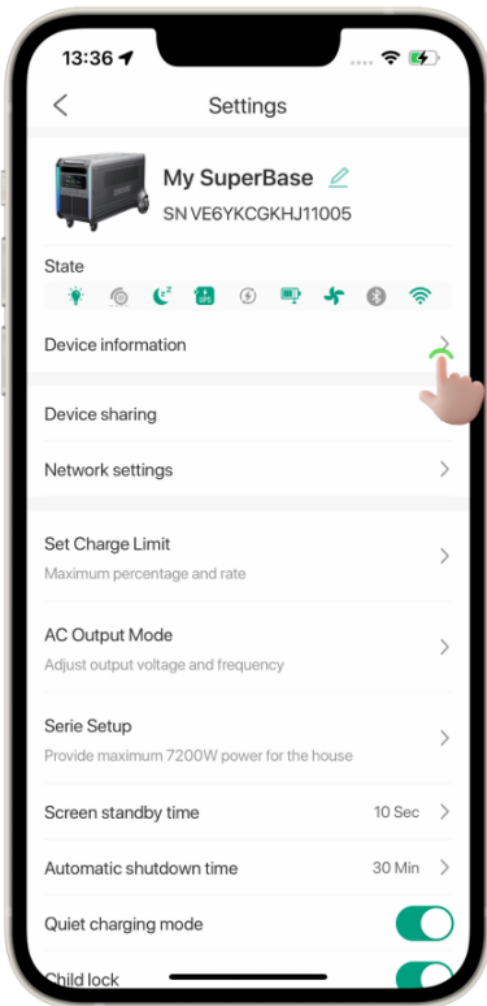 13:36
Settings
My SuperBase
SN VE6YKCGKHJ11005
State
Device information
Device sharing
Network settings
Set Charge Limit
Maximum percentage and rate
AC Output Mode
Adjust output voltage and frequency
Serie Setup
Provide maximum 7200W power for the house
Screen standby time 10 Sec
Automatic shutdown time 30 Min
Quiet charging mode
Child lock